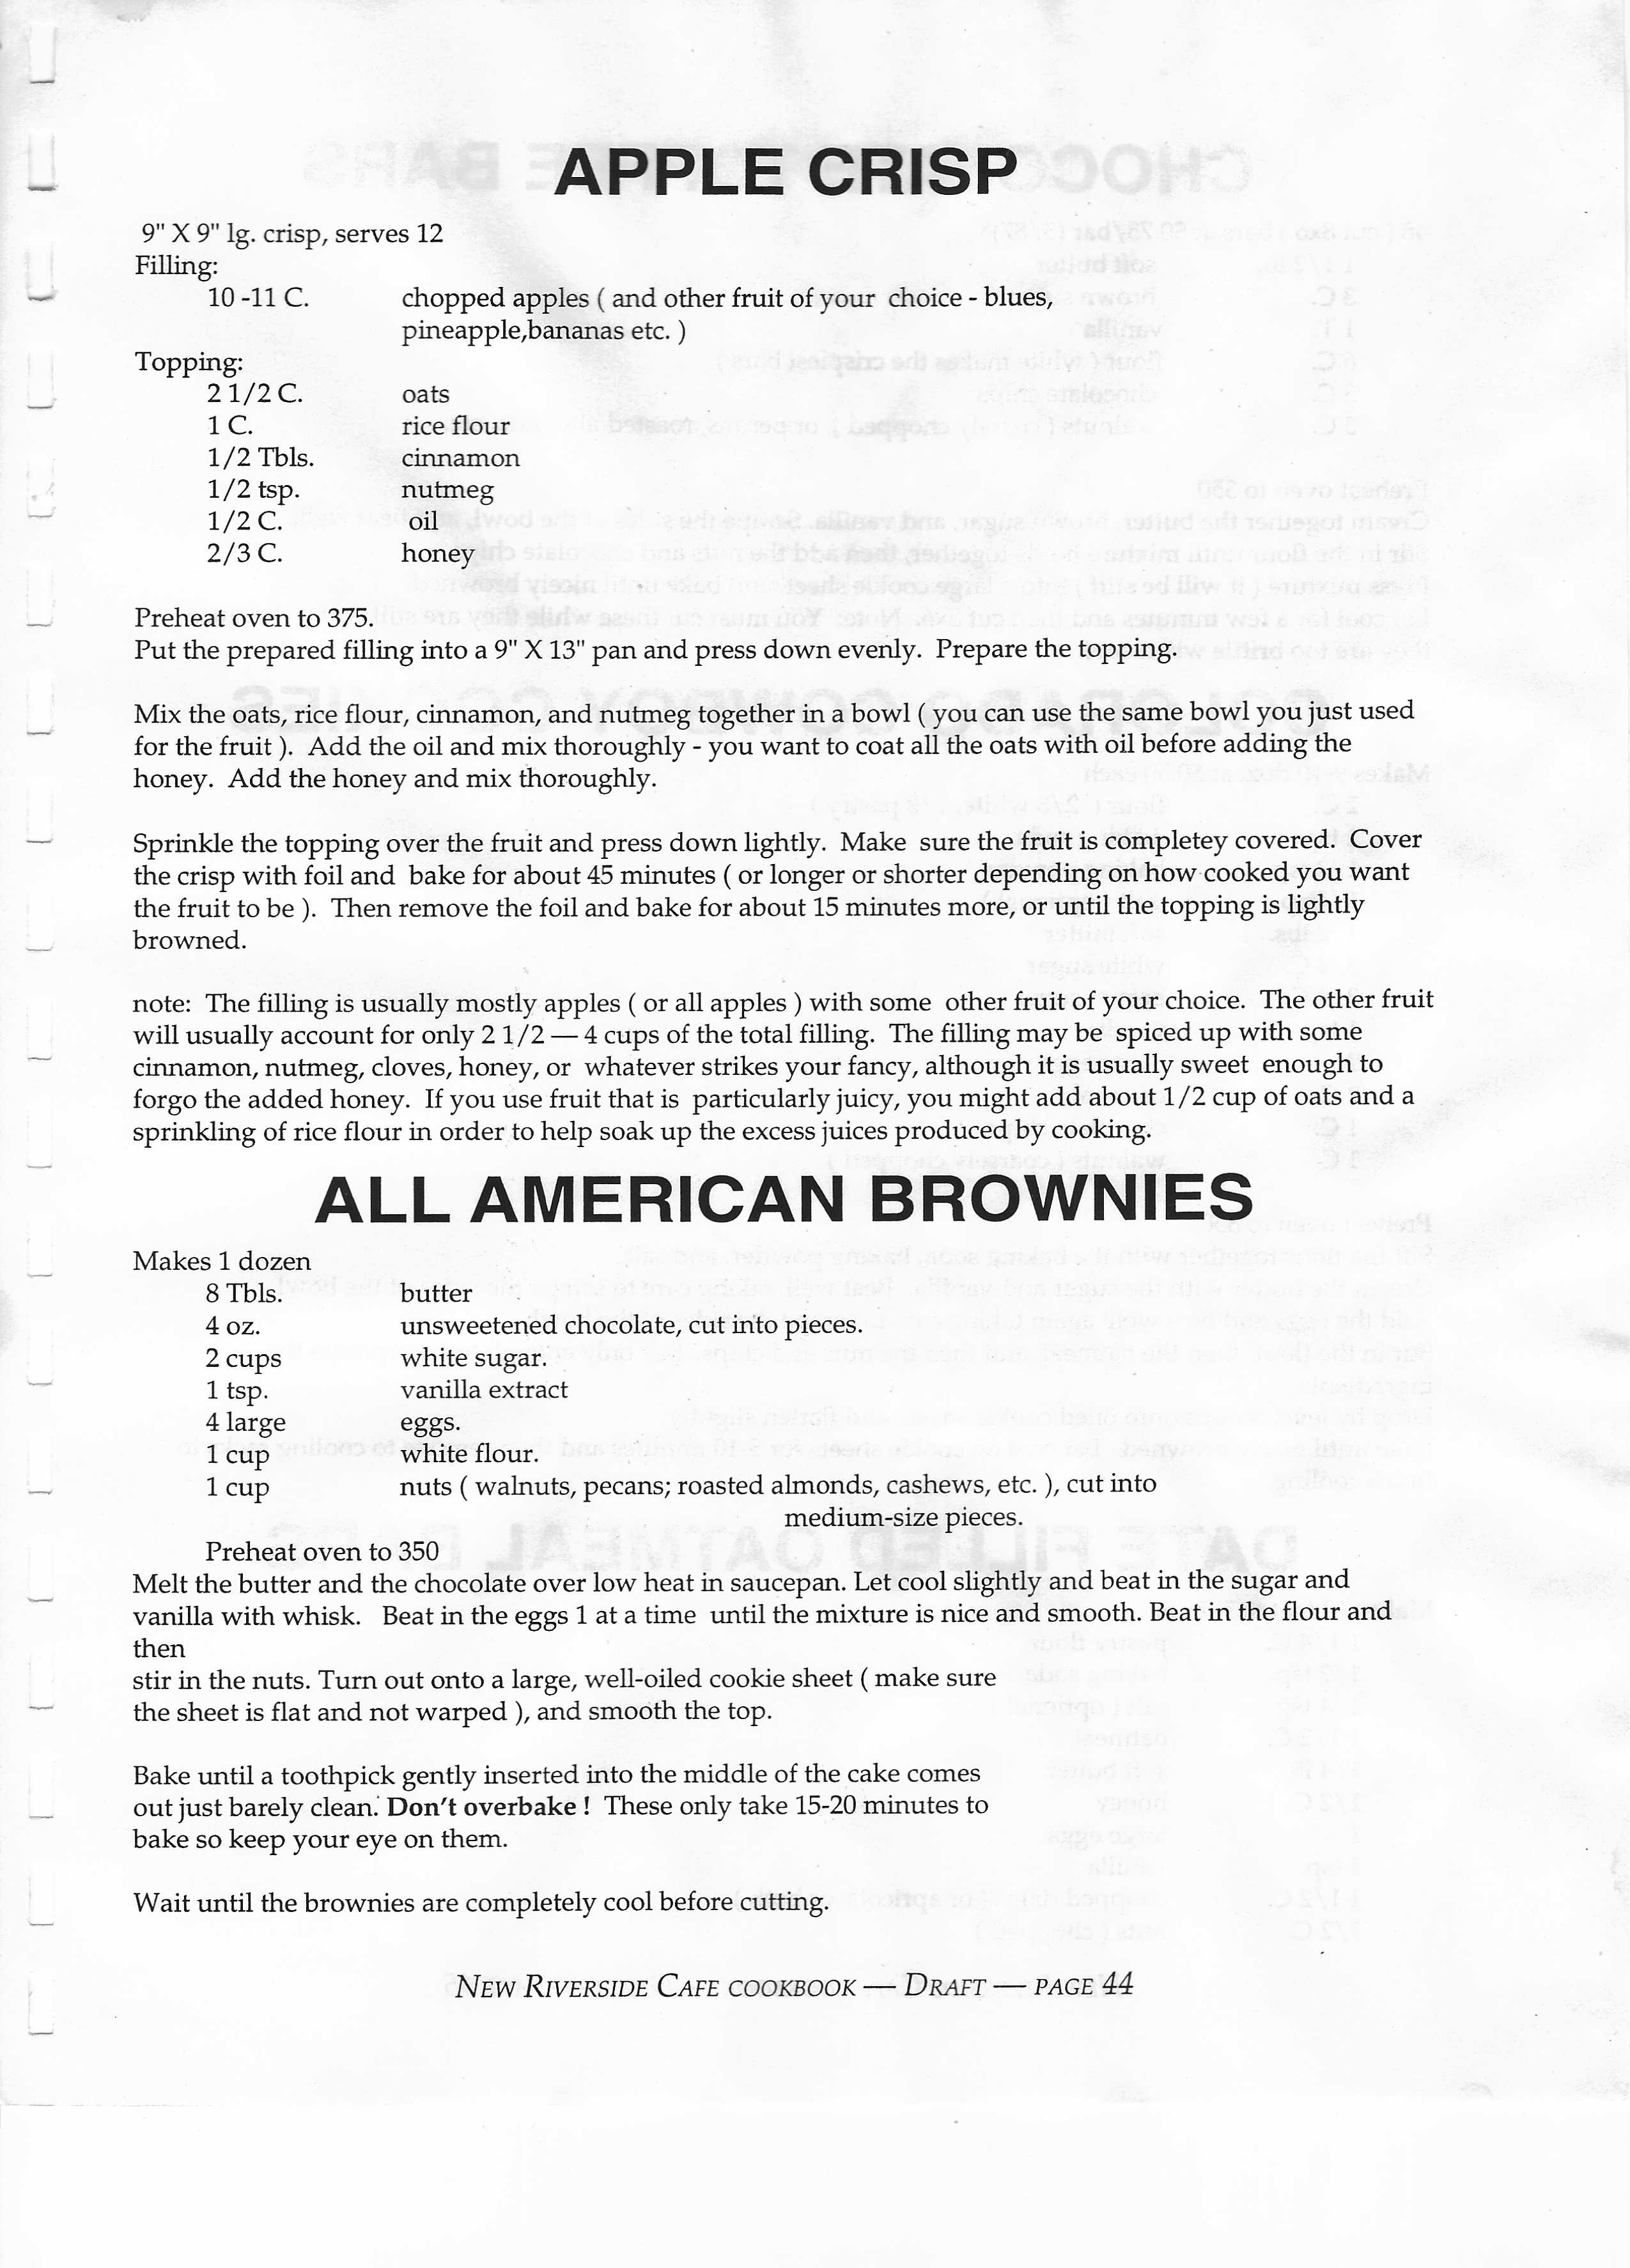 APPLE CRISP
9" X 9" lg. crisp, serves 12
Filling:
10 -11 C. chopped apples ( and other fruit of your choice - blues,
pineapple,bananas etc. )
Topping:
2 1/2 C. oats
1 C. rice flour
1/2 Tbls. cinnamon
1/2 tsp. nutmeg
1/2 C. oil
2/3 C. honey
Preheat oven to 375.
Put the prepared filling into a 9" X 13" pan and press down evenly. Prepare the topping.
Mix the oats, rice flour, cinnamon, and nutmeg together in a bowl ( you can use the same bowl you just used
for the fruit ). Add the oil and mix thoroughly - you want to coat all the oats with oil before adding the
honey. Add the honey and mix thoroughly.
Sprinkle the topping over the fruit and press down lightly. Make sure the fruit is completey covered. Cover
the crisp with foil and bake for about 45 minutes ( or longer or shorter depending on how cooked you want
the fruit to be ). Then remove the foil and bake for about 15 minutes more, or until the topping is lightly
browned.
note: The filling is usually mostly apples ( or all apples ) with some other fruit of your choice. The other fruit
will usually account for only 2 1/2 — 4 cups of the total filling. The filling may be spiced up with some
cinnamon, nutmeg, cloves, honey, or whatever strikes your fancy, although it is usually sweet enough to
forgo the added honey. If you use fruit that is particularly juicy, you might add about 1/2 cup of oats and a
sprinkling of rice flour in order to help soak up the excess juices produced by cooking.
ALL AMERICAN BROWNIES
Makes 1 dozen
8 Tbls. butter
4 oz. unsweetened chocolate, cut into pieces.
2 cups white sugar.
1 tsp. vanilla extract
4 large eggs.
1 cup white flour.
1 cup nuts ( walnuts, pecans; roasted almonds, cashews, etc. ), cut into
medium-size pieces.
Preheat oven to 350
Melt the butter and the chocolate over low heat in saucepan. Let cool slightly and beat in the sugar and
vanilla with whisk. Beat in the eggs 1 at a time until the mixture is nice and smooth. Beat in the flour and
then
stir in the nuts. Turn out onto a large, well-oiled cookie sheet ( make sure
the sheet is flat and not warped ), and smooth the top.
Bake until a toothpick gently inserted into the middle of the cake comes
out just barely clean. Don't overbake ! These only take 15-20 minutes to
bake so keep your eye on them.
Wait until the brownies are completely cool before cutting.
NEW RIVERSIDE CAFE COOKBOOK — DRAFT — PAGE 44